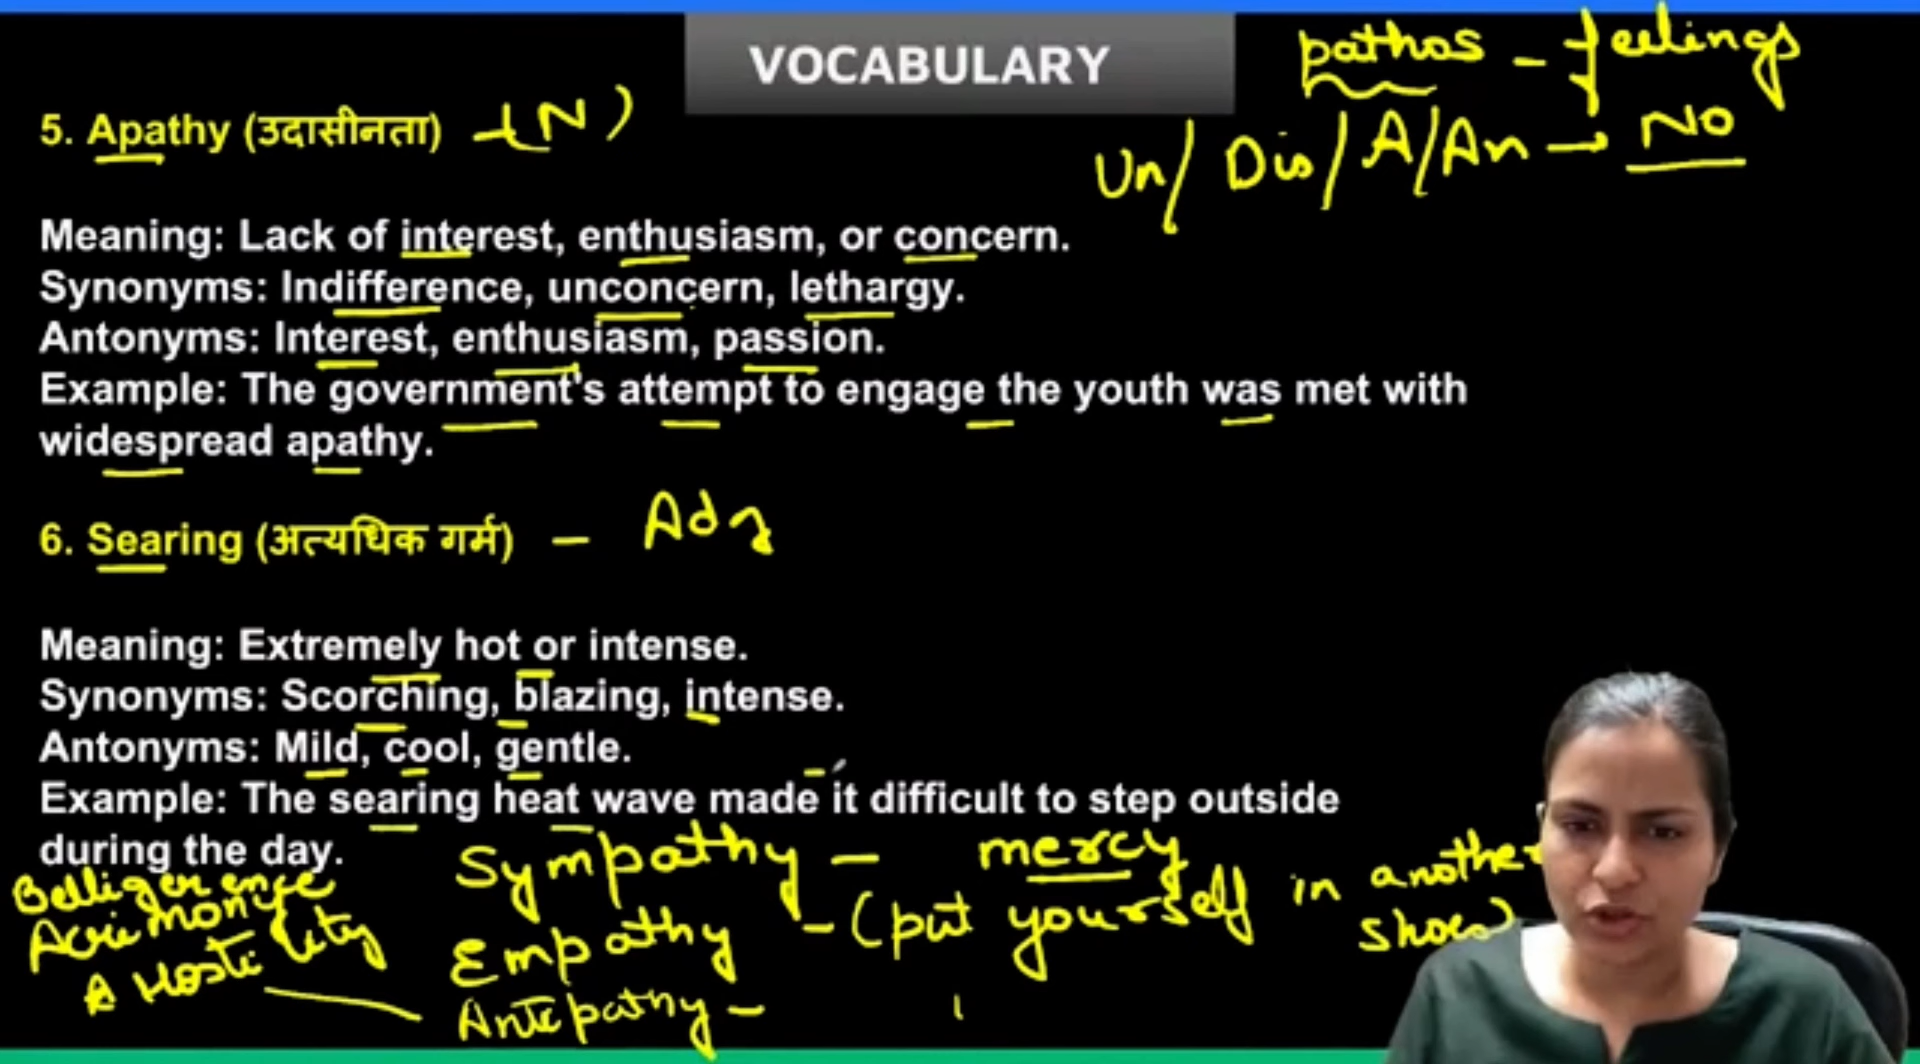 VOCABULARY
pathos - feelings
Un/ Dis/ A/An → No
5. Apathy (उदासीनता) - (N)
Meaning: Lack of interest, enthusiasm, or concern.
Synonyms: Indifference, unconcern, lethargy.
Antonyms: Interest, enthusiasm, passion.
Example: The government's attempt to engage the youth was met with
widespread apathy.
6. Searing (अत्यधिक गर्म) - Adj
Meaning: Extremely hot or intense.
Synonyms: Scorching, blazing, intense.
Antonyms: Mild, cool, gentle.
Example: The searing heat wave made it difficult to step outside
during the day.
Sympathy - mercy
Empathy - (put yourself in another
shoes)
Antipathy -
Belligerence
Hostility